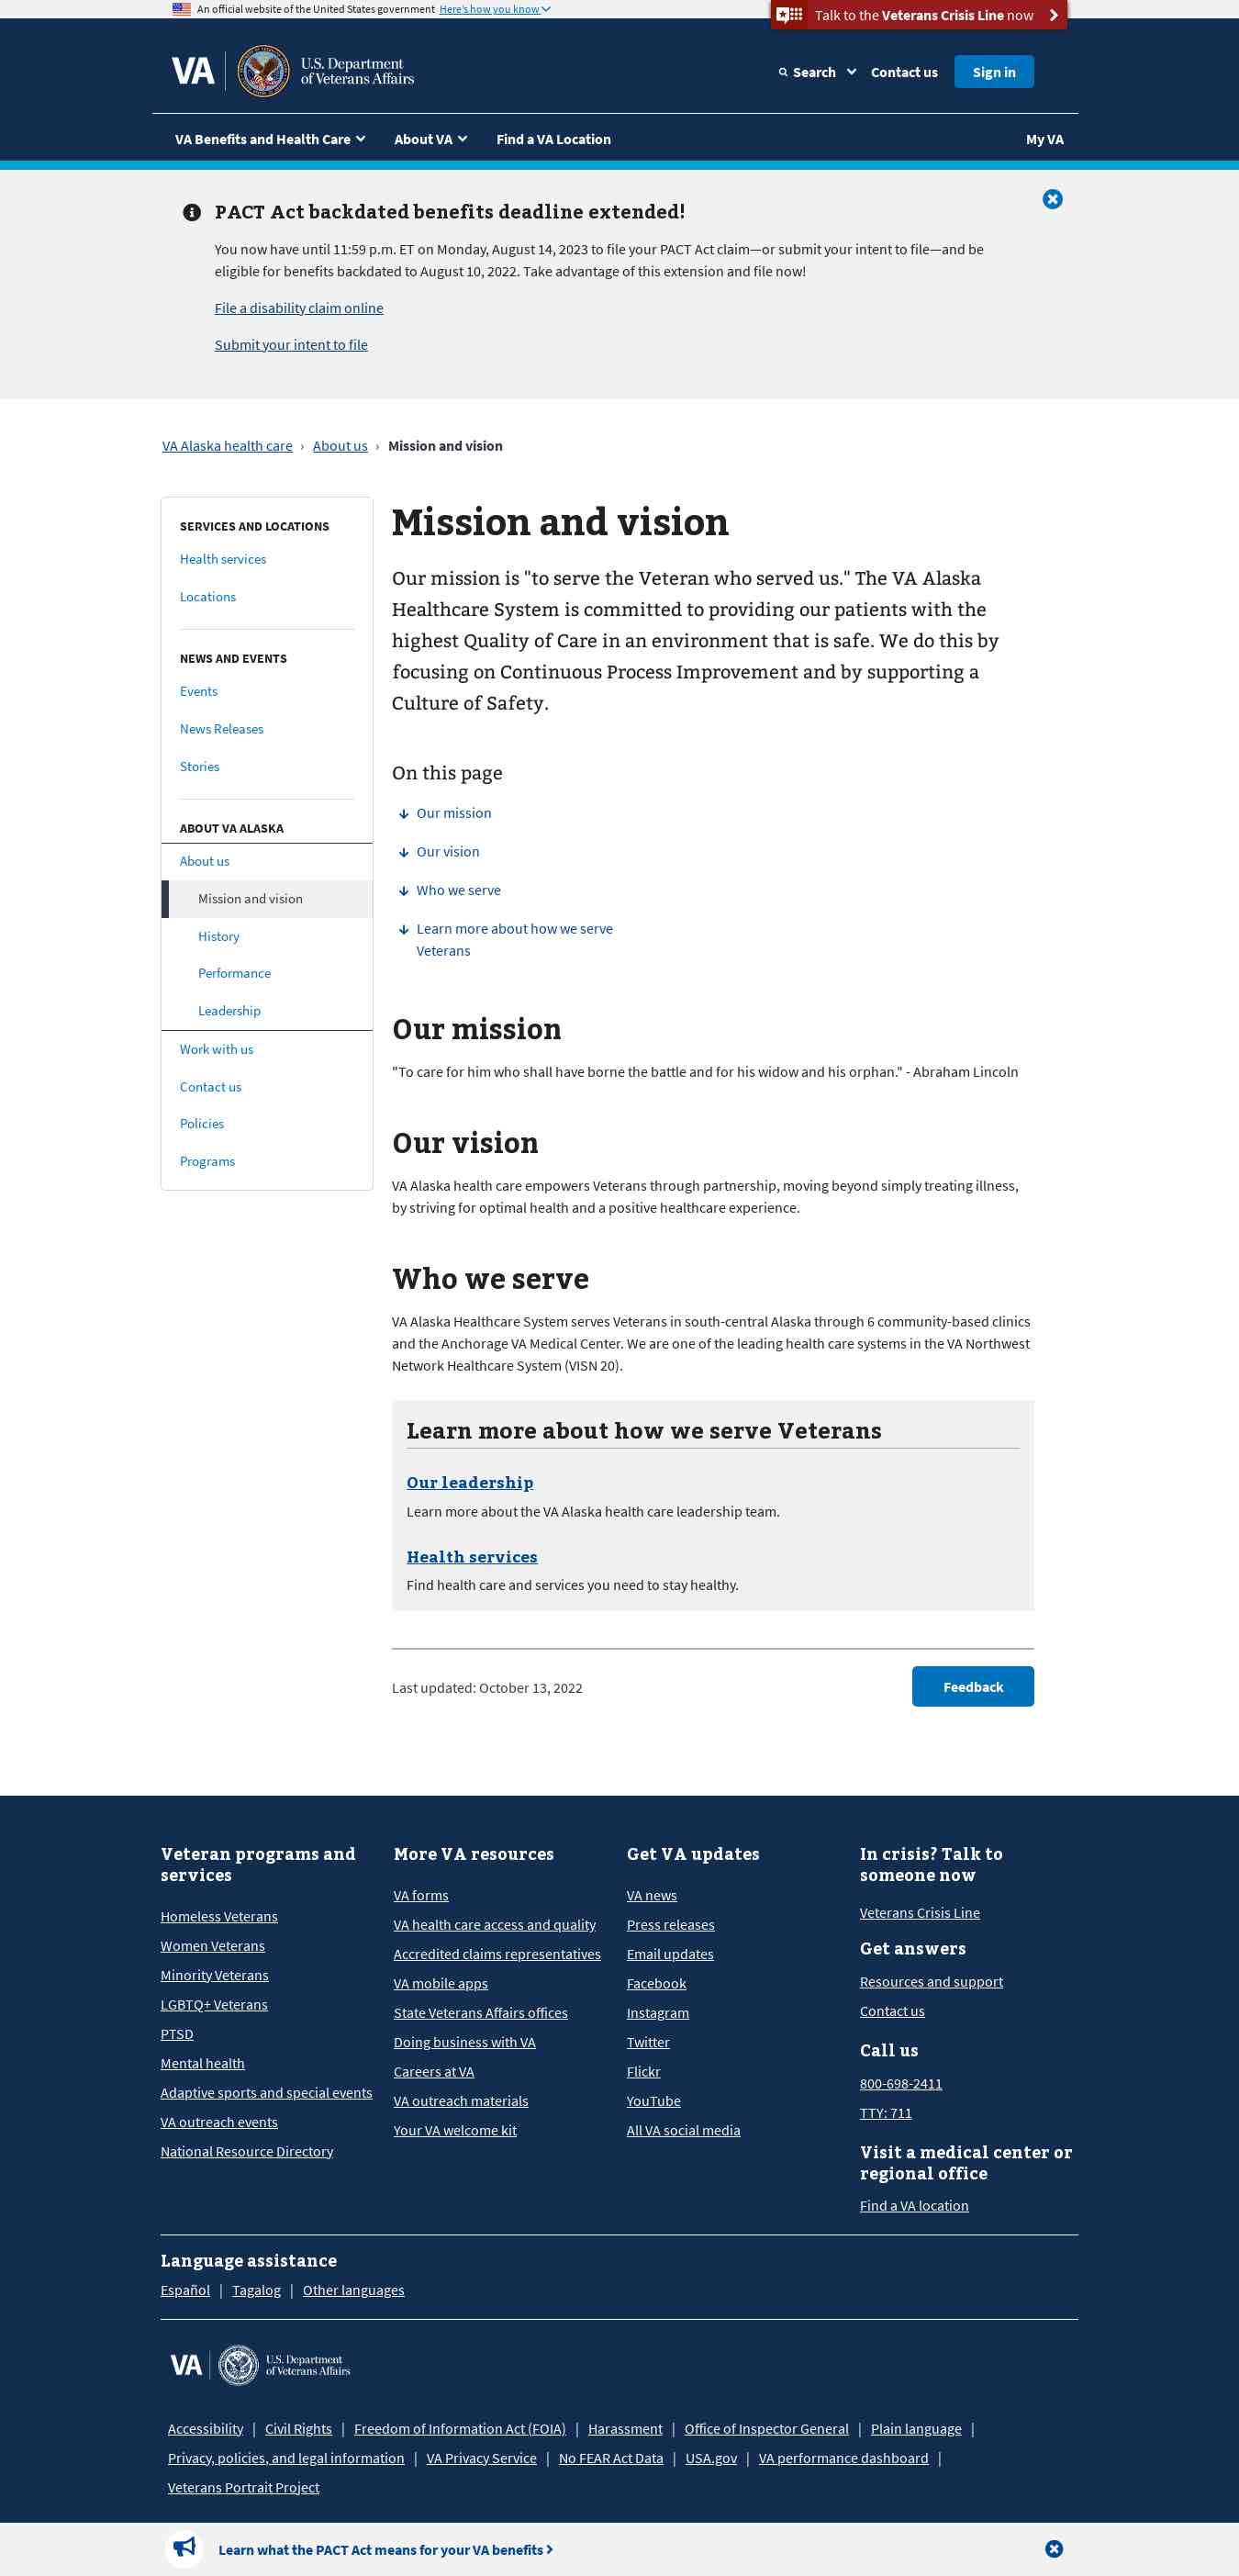 An official website of the United States government Here's how you know
Talk to the Veterans Crisis Line now
VA
U.S. Department
of Veterans Affairs
Search
Contact us
Sign in
VA Benefits and Health Care
About VA
Find a VA Location
My VA
PACT Act backdated benefits deadline extended!
You now have until 11:59 p.m. ET on Monday, August 14, 2023 to file your PACT Act claim—or submit your intent to file—and be
eligible for benefits backdated to August 10, 2022. Take advantage of this extension and file now!
File a disability claim online
Submit your intent to file
VA Alaska health care › About us › Mission and vision
SERVICES AND LOCATIONS
Health services
Locations
NEWS AND EVENTS
Events
News Releases
Stories
ABOUT VA ALASKA
About us
Mission and vision
History
Performance
Leadership
Work with us
Contact us
Policies
Programs
Mission and vision
Our mission is "to serve the Veteran who served us." The VA Alaska
Healthcare System is committed to providing our patients with the
highest Quality of Care in an environment that is safe. We do this by
focusing on Continuous Process Improvement and by supporting a
Culture of Safety.
On this page
Our mission
Our vision
Who we serve
Learn more about how we serve
Veterans
Our mission
"To care for him who shall have borne the battle and for his widow and his orphan." - Abraham Lincoln
Our vision
VA Alaska health care empowers Veterans through partnership, moving beyond simply treating illness,
by striving for optimal health and a positive healthcare experience.
Who we serve
VA Alaska Healthcare System serves Veterans in south-central Alaska through 6 community-based clinics
and the Anchorage VA Medical Center. We are one of the leading health care systems in the VA Northwest
Network Healthcare System (VISN 20).
Learn more about how we serve Veterans
Our leadership
Learn more about the VA Alaska health care leadership team.
Health services
Find health care and services you need to stay healthy.
Last updated: October 13, 2022
Feedback
Veteran programs and
services
Homeless Veterans
Women Veterans
Minority Veterans
LGBTQ+ Veterans
PTSD
Mental health
Adaptive sports and special events
VA outreach events
National Resource Directory
More VA resources
VA forms
VA health care access and quality
Accredited claims representatives
VA mobile apps
State Veterans Affairs offices
Doing business with VA
Careers at VA
VA outreach materials
Your VA welcome kit
Get VA updates
VA news
Press releases
Email updates
Facebook
Instagram
Twitter
Flickr
YouTube
All VA social media
In crisis? Talk to
someone now
Veterans Crisis Line
Get answers
Resources and support
Contact us
Call us
800-698-2411
TTY: 711
Visit a medical center or
regional office
Find a VA location
Language assistance
Español | Tagalog | Other languages
VA
U.S. Department
of Veterans Affairs
Accessibility | Civil Rights | Freedom of Information Act (FOIA) | Harassment | Office of Inspector General | Plain language |
Privacy, policies, and legal information | VA Privacy Service | No FEAR Act Data | USA.gov | VA performance dashboard |
Veterans Portrait Project
Learn what the PACT Act means for your VA benefits